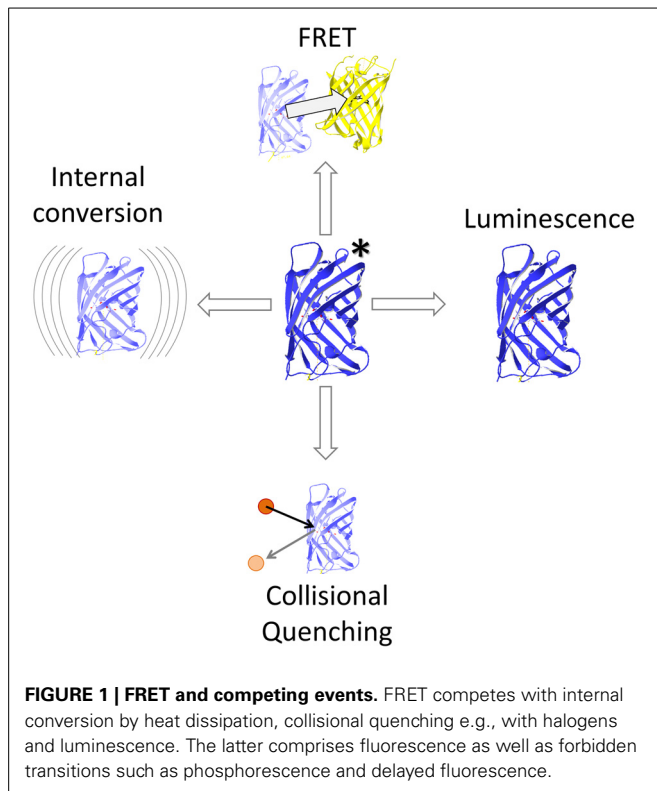 FRET
Internal
conversion
Luminescence
*
Collisional
Quenching
FIGURE 1 | FRET and competing events. FRET competes with internal
conversion by heat dissipation, collisional quenching e.g., with halogens
and luminescence. The latter comprises fluorescence as well as forbidden
transitions such as phosphorescence and delayed fluorescence.